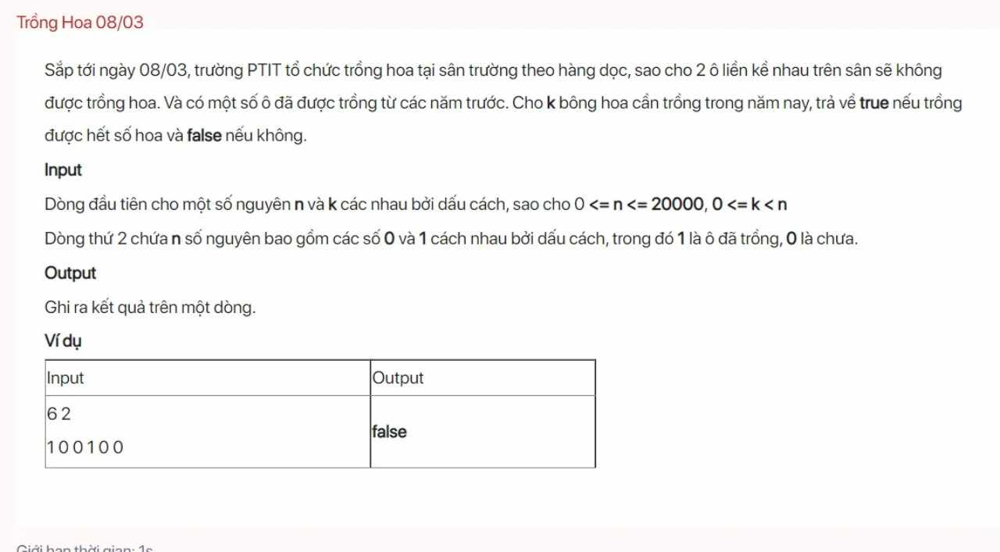 Trồng Hoa 08/03
Sắp tới ngày 08/03, trường PTIT tổ chức trồng hoa tại sân trường theo hàng dọc, sao cho 2 ô liền kề nhau trên sân sẽ không
được trồng hoa. Và có một số ô đã được trồng từ các năm trước. Cho k bông hoa cần trồng trong năm nay, trả về true nếu trồng
được hết số hoa và false nếu không.
Input
Dòng đầu tiên cho một số nguyên n và k các nhau bởi dấu cách, sao cho 0 <= n <= 20000, 0 <= k < n
Dòng thứ 2 chứa n số nguyên bao gồm các số 0 và 1 cách nhau bởi dấu cách, trong đó 1 là ô đã trồng, 0 là chưa.
Output
Ghi ra kết quả trên một dòng.
Ví dụ
Input Output
6 2
false
1 0 0 1 0 0
Giới hạn thời gian: 1s